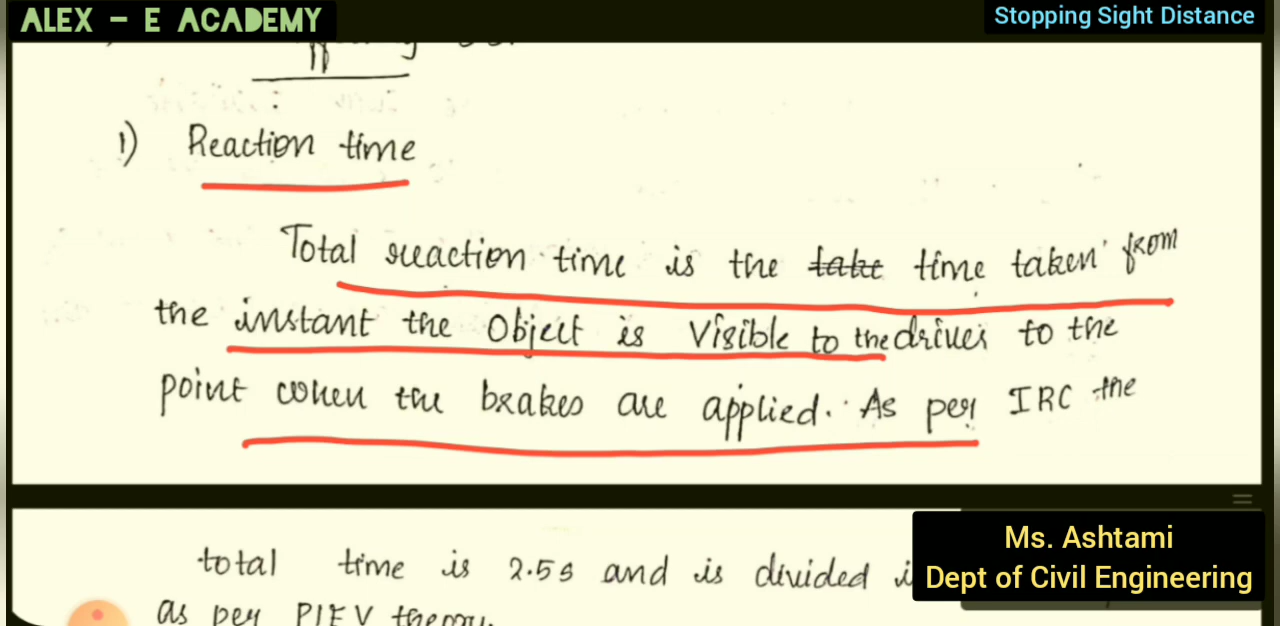 ALEX - E ACADEMY
Stopping Sight Distance
1) Reaction time
Total reaction time is the take time taken from
the instant the Object is Visible to the driver to the
point when the brakes are applied. As per IRC the
total time is 2.5s and is divided
as per PIEV theory.
Ms. Ashtami
Dept of Civil Engineering